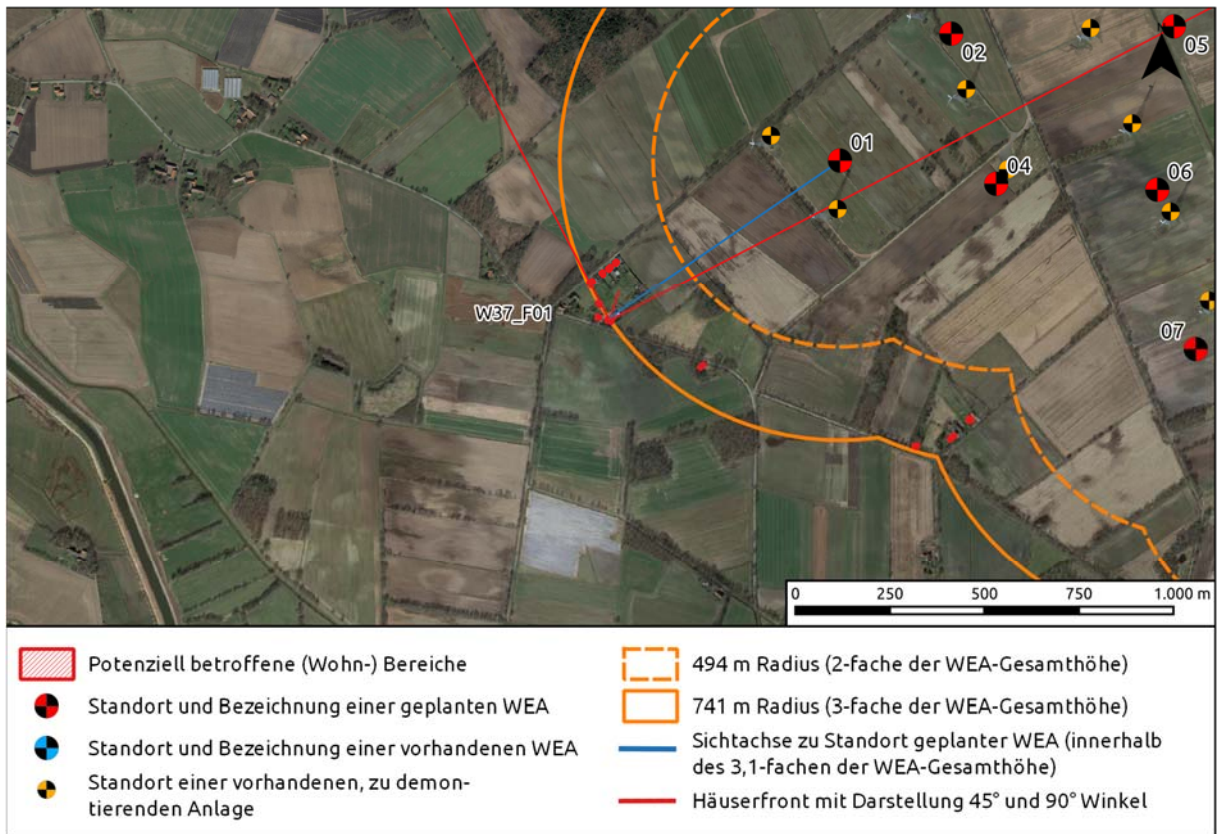 02
05
01
04
06
W37_F01
07
0 250 500 750 1.000 m
Potenziell betroffene (Wohn-) Bereiche
Standort und Bezeichnung einer geplanten WEA
Standort und Bezeichnung einer vorhandenen WEA
Standort einer vorhandenen, zu demon-
tierenden Anlage
494 m Radius (2-fache der WEA-Gesamthöhe)
741 m Radius (3-fache der WEA-Gesamthöhe)
Sichtachse zu Standort geplanter WEA (innerhalb
des 3,1-fachen der WEA-Gesamthöhe)
Häuserfront mit Darstellung 45° und 90° Winkel